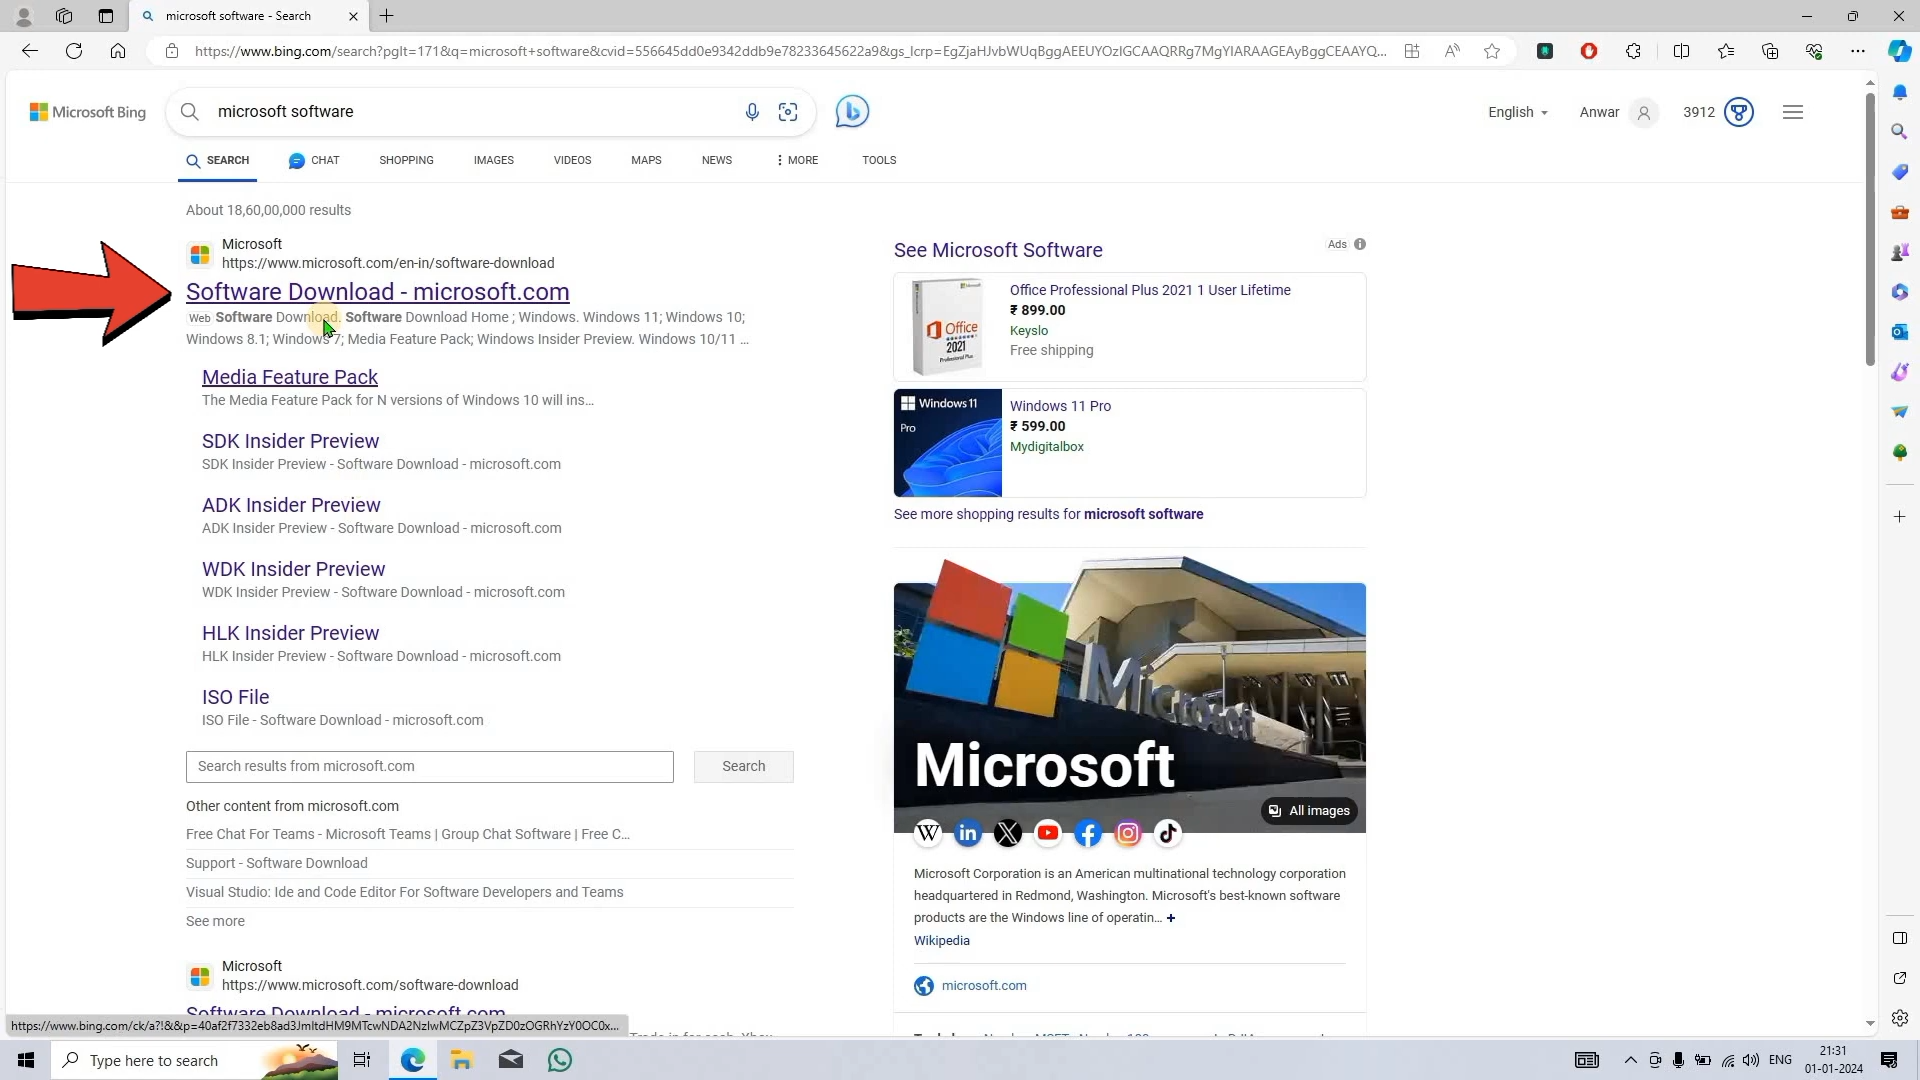 microsoft software - Search
https://www.bing.com/search?pglt=171&q=microsoft+software&cvid=556645dd0e9342ddb9e78233645622a9&gs_lcrp=EgZjaHJvbWUqBggAEEUYOzIGCAAQRRg7MgYIARAAGEAyBggCEAAYQ...
Microsoft Bing
microsoft software
English
Anwar
3912
SEARCH
CHAT
SHOPPING
IMAGES
VIDEOS
MAPS
NEWS
MORE
TOOLS
About 18,60,00,000 results
Microsoft
https://www.microsoft.com/en-in/software-download
Software Download - microsoft.com
Web Software Download. Software Download Home ; Windows. Windows 11; Windows 10;
Windows 8.1; Windows 7; Media Feature Pack; Windows Insider Preview. Windows 10/11 ...
Media Feature Pack
The Media Feature Pack for N versions of Windows 10 will ins...
SDK Insider Preview
SDK Insider Preview - Software Download - microsoft.com
ADK Insider Preview
ADK Insider Preview - Software Download - microsoft.com
WDK Insider Preview
WDK Insider Preview - Software Download - microsoft.com
HLK Insider Preview
HLK Insider Preview - Software Download - microsoft.com
ISO File
ISO File - Software Download - microsoft.com
Search results from microsoft.com
Search
Other content from microsoft.com
Free Chat For Teams - Microsoft Teams | Group Chat Software | Free C...
Support - Software Download
Visual Studio: Ide and Code Editor For Software Developers and Teams
See more
Microsoft
https://www.microsoft.com/software-download
Software Download - microsoft.com
https://www.bing.com/ck/a?!&&p=40af2f7332eb8ad3JmltdHM9MTcwNDA2NzIwMCZpZ3VpZD0zOGRhYzY0OC0x...
See Microsoft Software
Ads
Microsoft
Office
2021
Professional Plus
Office Professional Plus 2021 1 User Lifetime
₹ 899.00
Keyslo
Free shipping
Windows 11
Pro
Windows 11 Pro
₹ 599.00
Mydigitalbox
See more shopping results for microsoft software
Microsoft
Microsoft
All images
W
in
Microsoft Corporation is an American multinational technology corporation
headquartered in Redmond, Washington. Microsoft's best-known software
products are the Windows line of operatin... +
Wikipedia
microsoft.com
Type here to search
ENG
21:31
01-01-2024